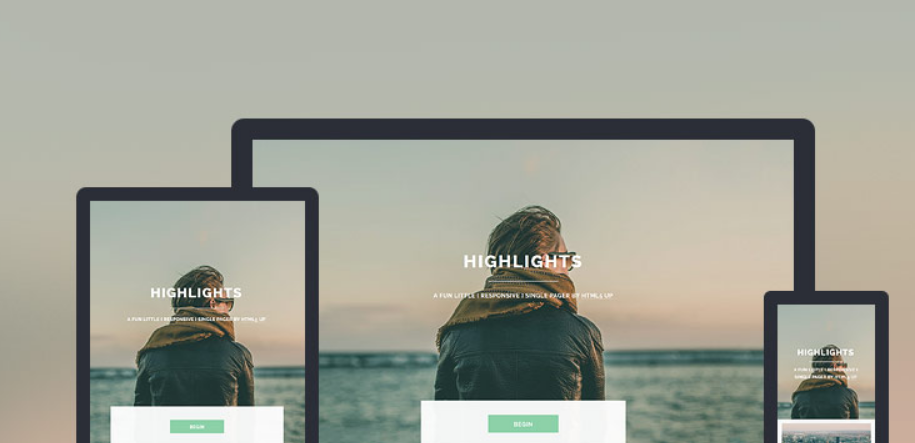 HIGHLIGHTS
A FUN LITTLE | RESPONSIVE | SINGLE PAGER BY HTML5 UP
BEGIN
HIGHLIGHTS
A FUN LITTLE | RESPONSIVE | SINGLE PAGER BY HTML5 UP
BEGIN
HIGHLIGHTS
A FUN LITTLE | RESPONSIVE |
SINGLE PAGER BY HTML5 UP